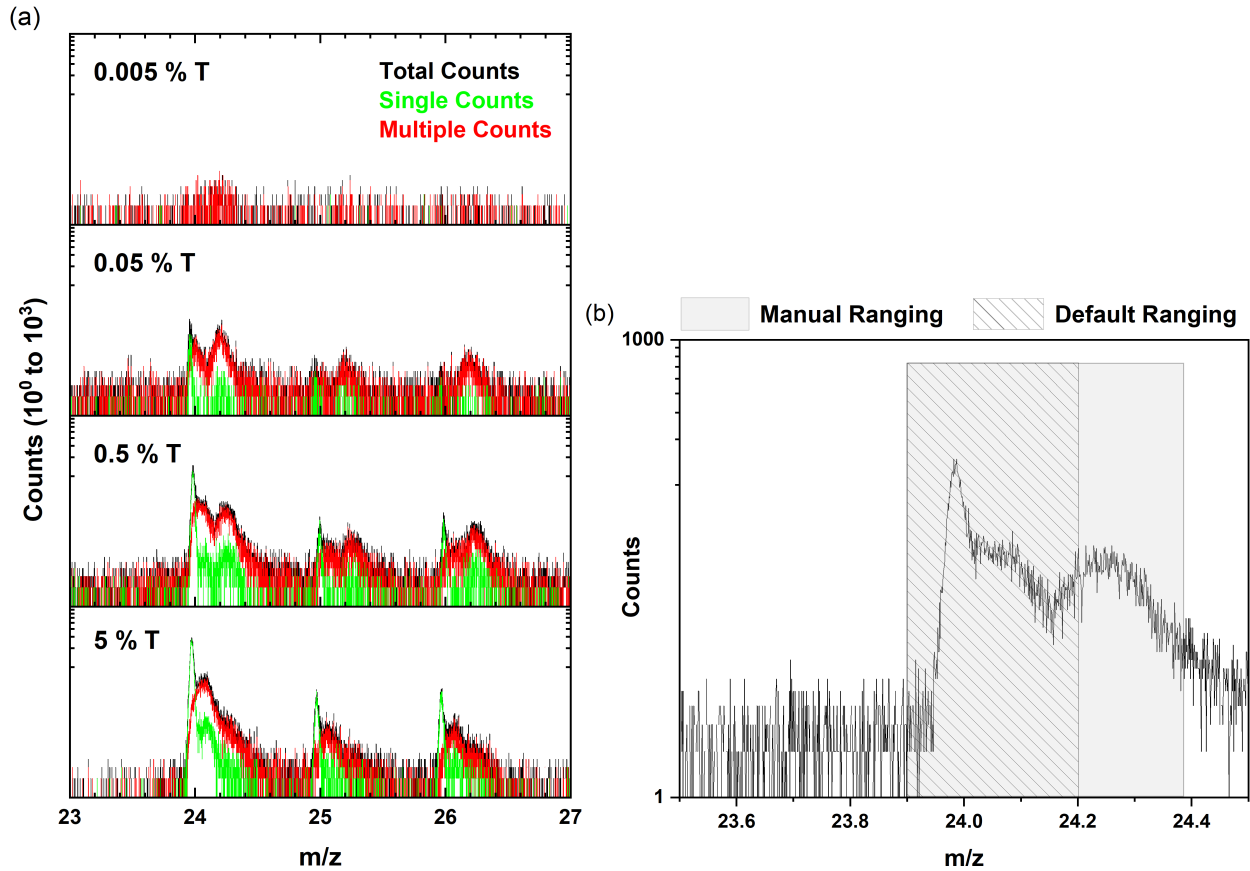 (a)
0.005 % T
Total Counts
Single Counts
Multiple Counts
0.05 % T
0.5 % T
5 % T
Counts (10⁰ to 10³)
23 24 25 26 27
m/z
(b)
Manual Ranging Default Ranging
1000
Counts
1
23.6 23.8 24.0 24.2 24.4
m/z